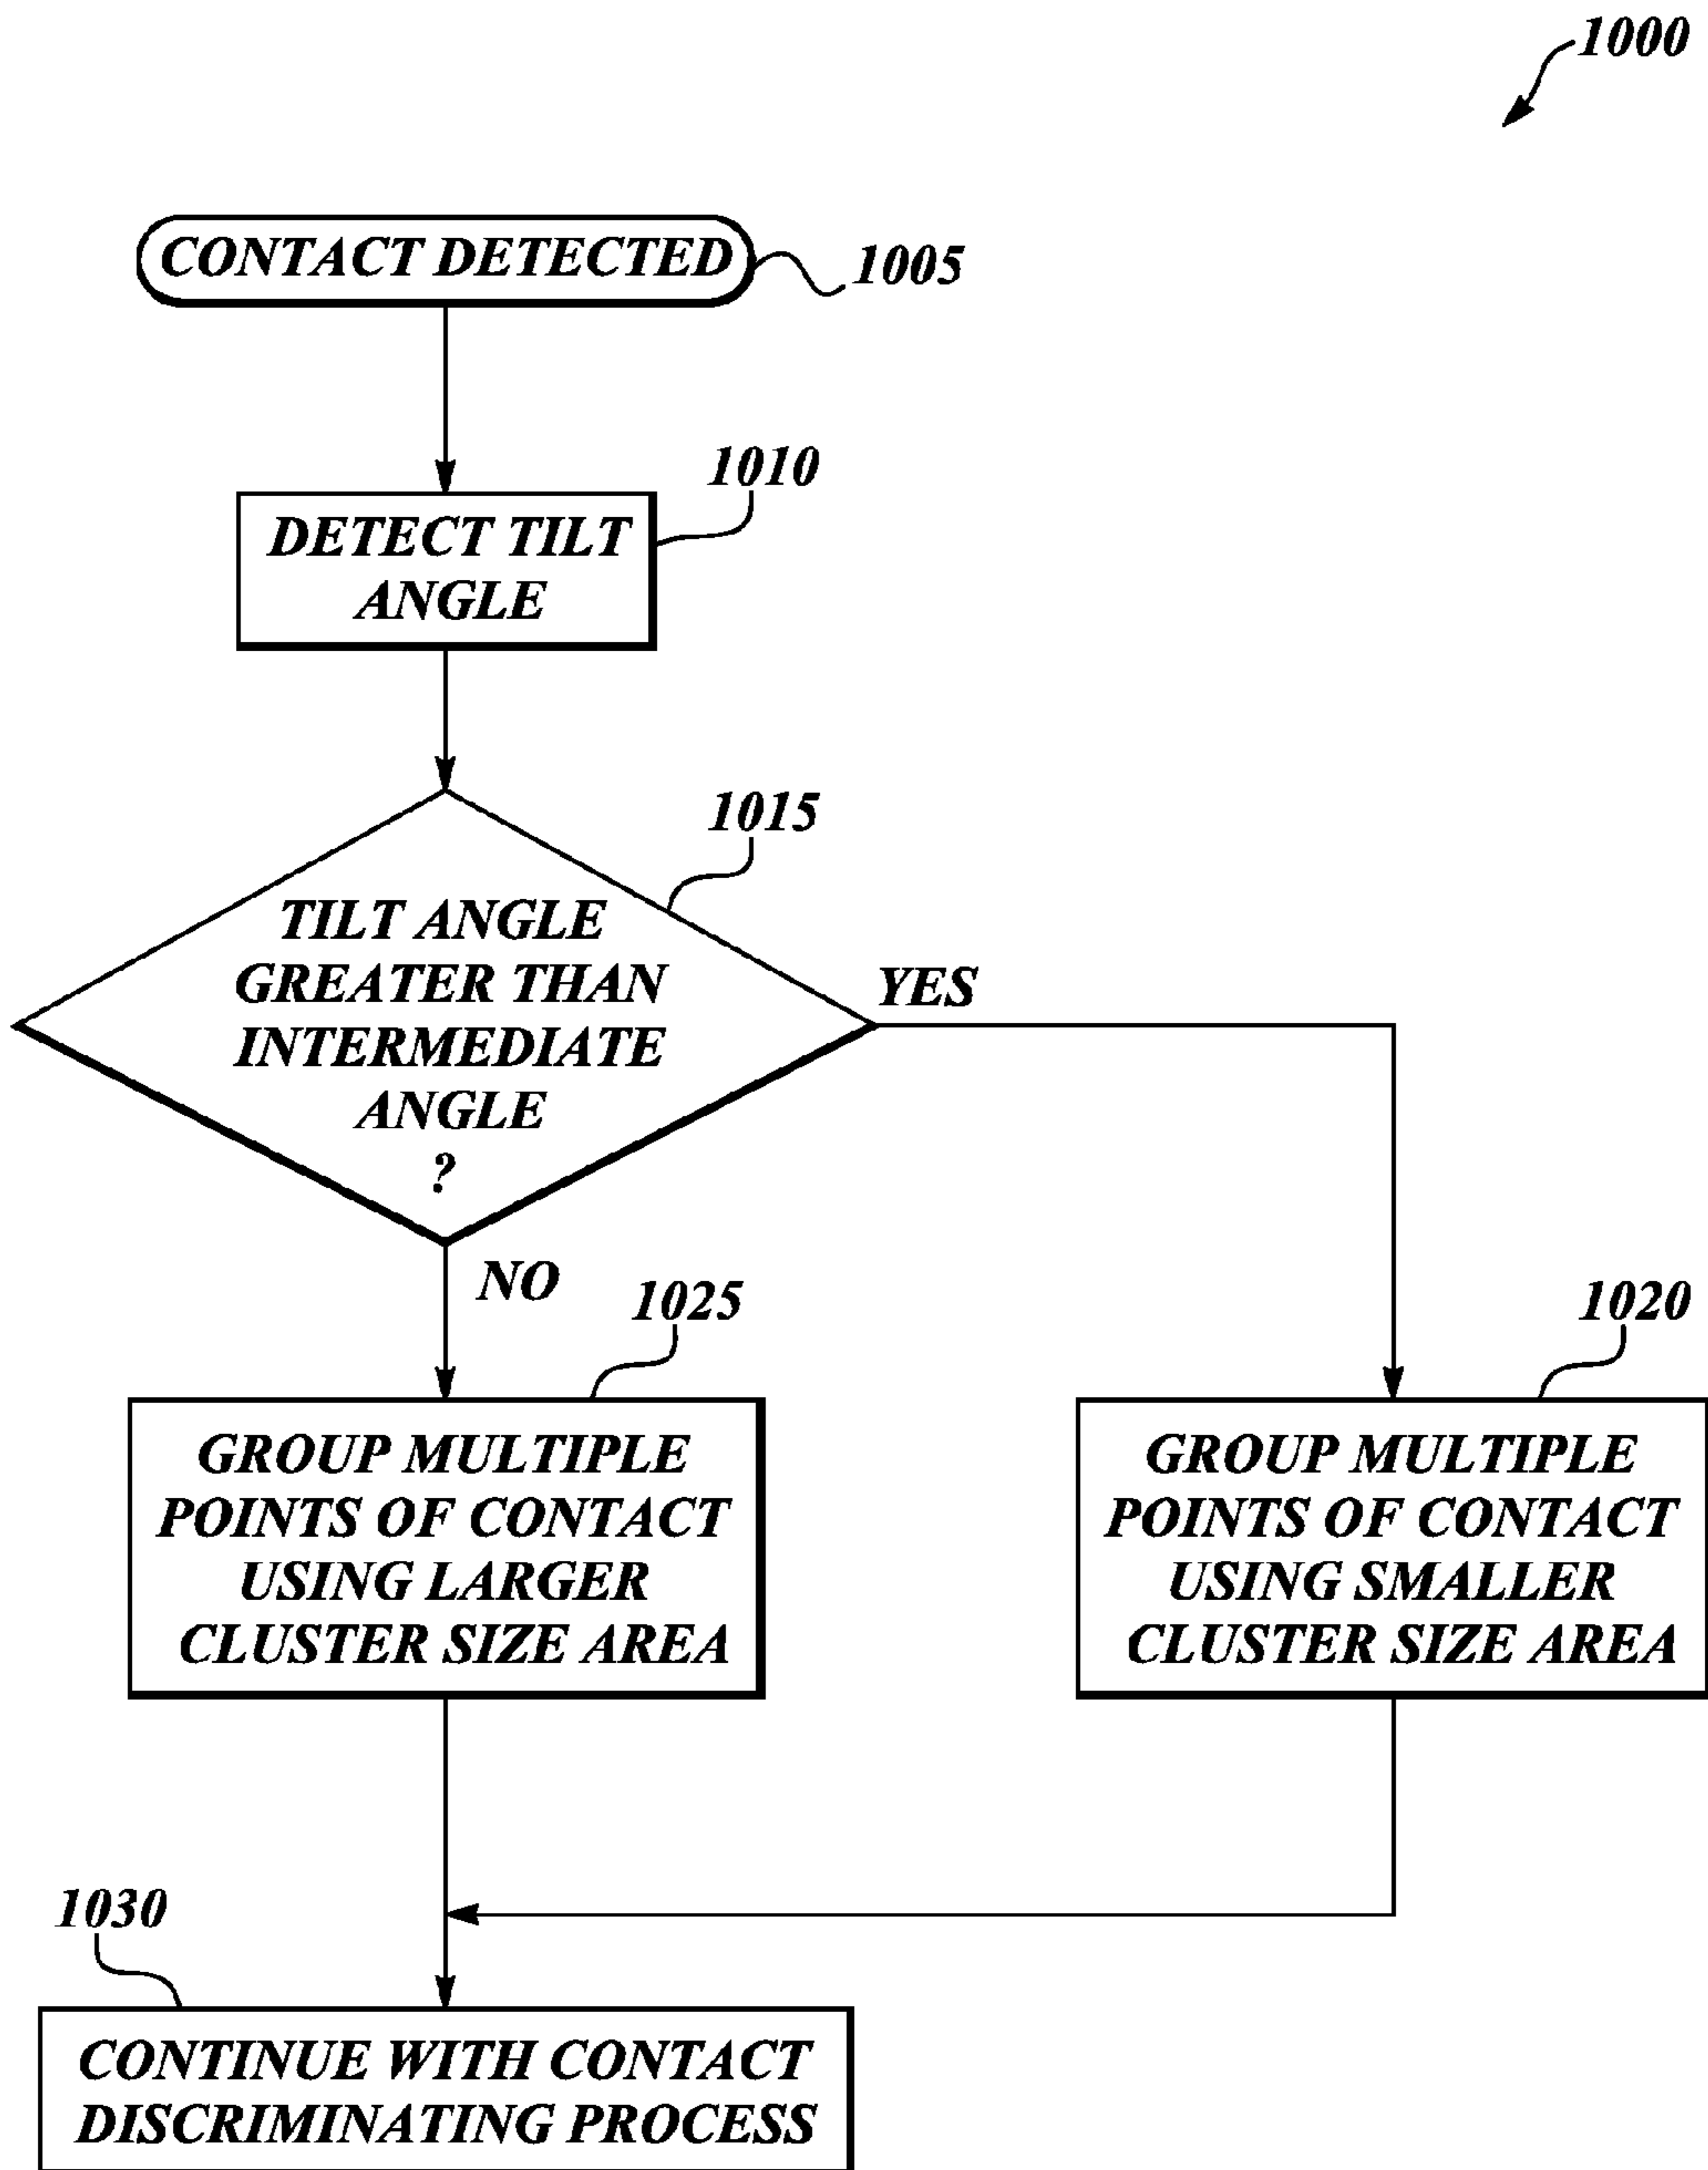 1000
CONTACT DETECTED
1005
1010
DETECT TILT
ANGLE
1015
TILT ANGLE
GREATER THAN
INTERMEDIATE
ANGLE
?
YES
NO
1025
GROUP MULTIPLE
POINTS OF CONTACT
USING LARGER
CLUSTER SIZE AREA
1020
GROUP MULTIPLE
POINTS OF CONTACT
USING SMALLER
CLUSTER SIZE AREA
1030
CONTINUE WITH CONTACT
DISCRIMINATING PROCESS